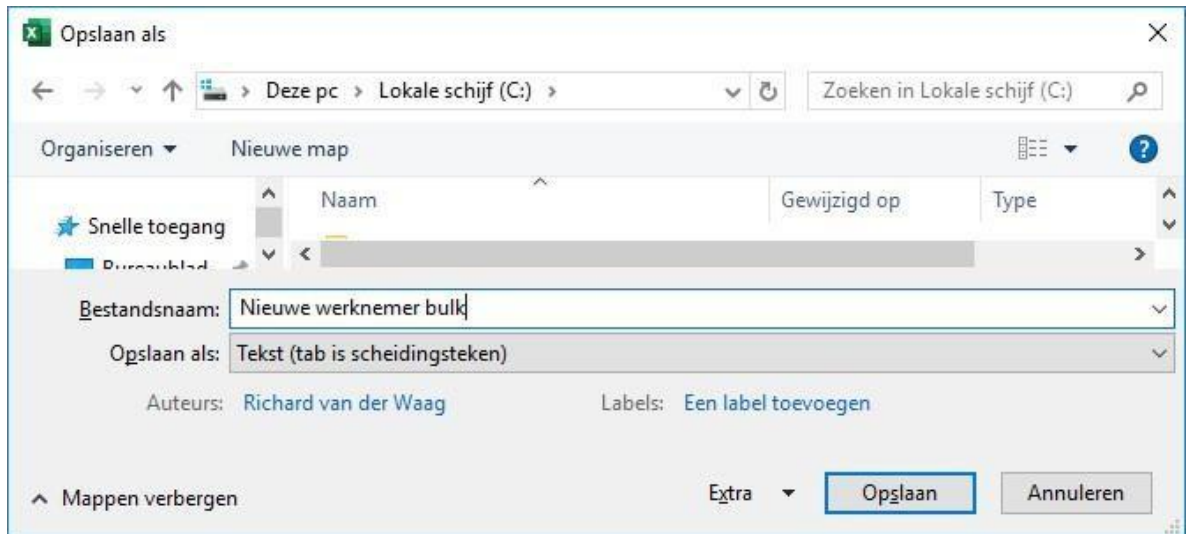 Opslaan als
Deze pc > Lokale schijf (C:) >
Zoeken in Lokale schijf (C:)
Organiseren
Nieuwe map
Naam
Gewijzigd op
Type
Snelle toegang
Bureaublad
Bestandsnaam: Nieuwe werknemer bulk
Opslaan als: Tekst (tab is scheidingsteken)
Auteurs: Richard van der Waag
Labels: Een label toevoegen
Mappen verbergen
Extra
Opslaan
Annuleren